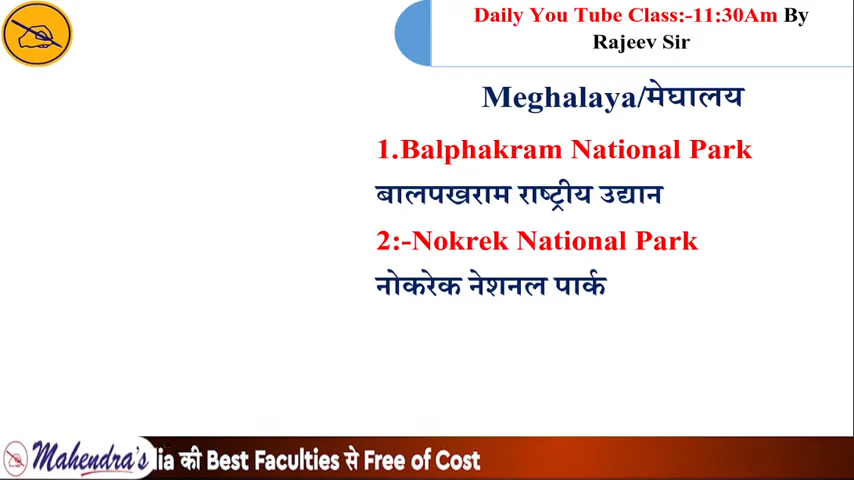 Daily You Tube Class:-11:30Am By
Rajeev Sir
Meghalaya/मेघालय
1.Balphakram National Park
बालपखराम राष्ट्रीय उद्यान
2:-Nokrek National Park
नोकरेक नेशनल पार्क
Mahendra's
की Best Faculties से Free of Cost